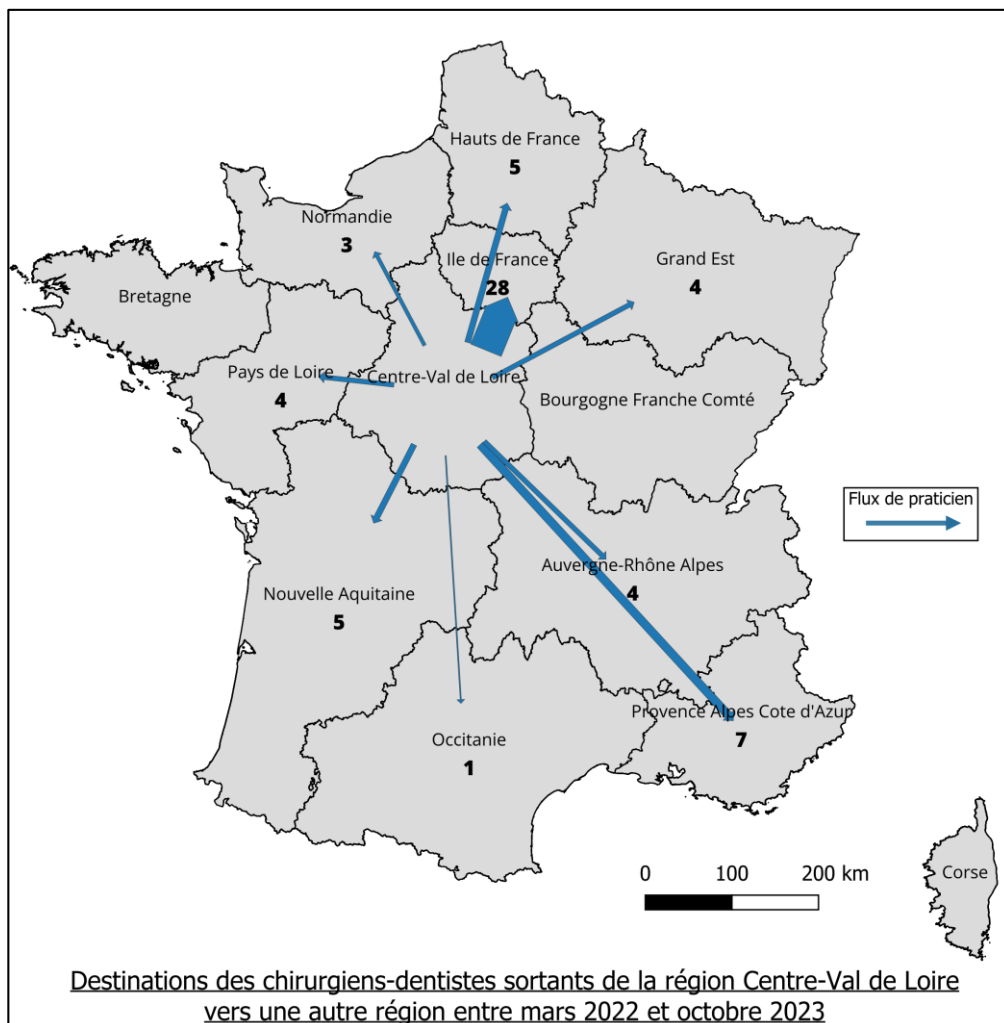 Hauts de France
5
Normandie
3
Ile de France
28
Grand Est
4
Bretagne
Pays de Loire
4
Centre-Val de Loire
Bourgogne Franche Comté
Flux de praticien
Auvergne-Rhône Alpes
4
Nouvelle Aquitaine
5
Provence Alpes Cote d'Azur
7
Occitanie
1
0 100 200 km
Corse
Destinations des chirurgiens-dentistes sortants de la région Centre-Val de Loire
vers une autre région entre mars 2022 et octobre 2023